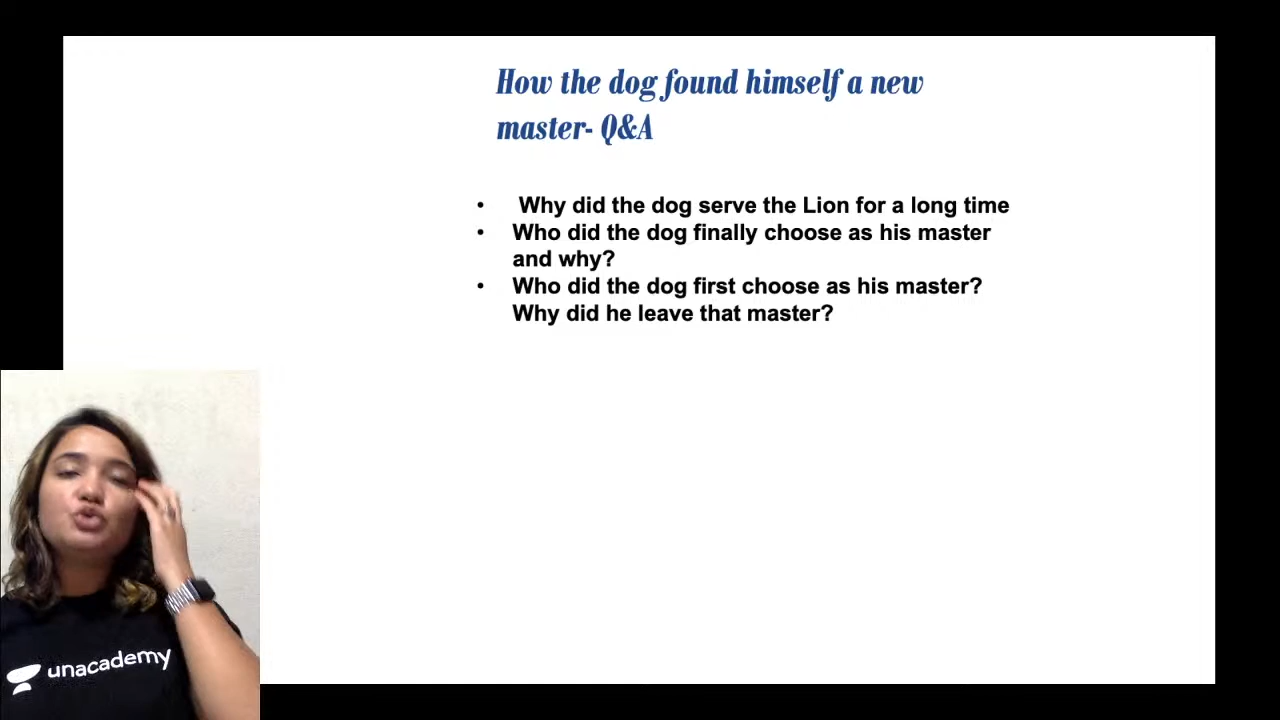 How the dog found himself a new
master- Q&A
• Why did the dog serve the Lion for a long time
• Who did the dog finally choose as his master
and why?
• Who did the dog first choose as his master?
Why did he leave that master?
unacademy